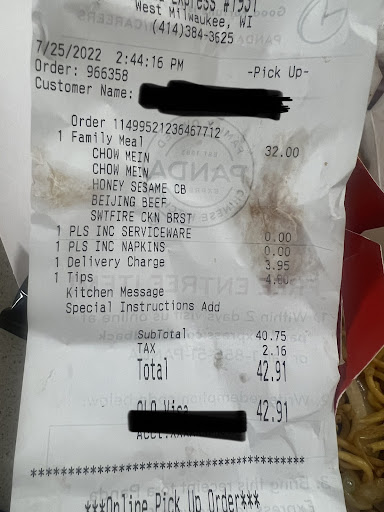 Express #1931
West Milwaukee, WI
(414)384-3625
7/25/2022 2:44:16 PM
Order: 966358 -Pick Up-
Customer Name:
Order 11499521236467712
1 Family Meal 32.00
CHOW MEIN
CHOW MEIN
HONEY SESAME CB
BEIJING BEEF
SWTFIRE CKN BRST
1 PLS INC SERVICEWARE 0.00
1 PLS INC NAPKINS 0.00
1 Delivery Charge 3.95
1 Tips
Kitchen Message
Special Instructions Add
SubTotal 40.75
TAX 2.16
Total 42.91
OLO Visa 42.91
***Online Pick Up Order***